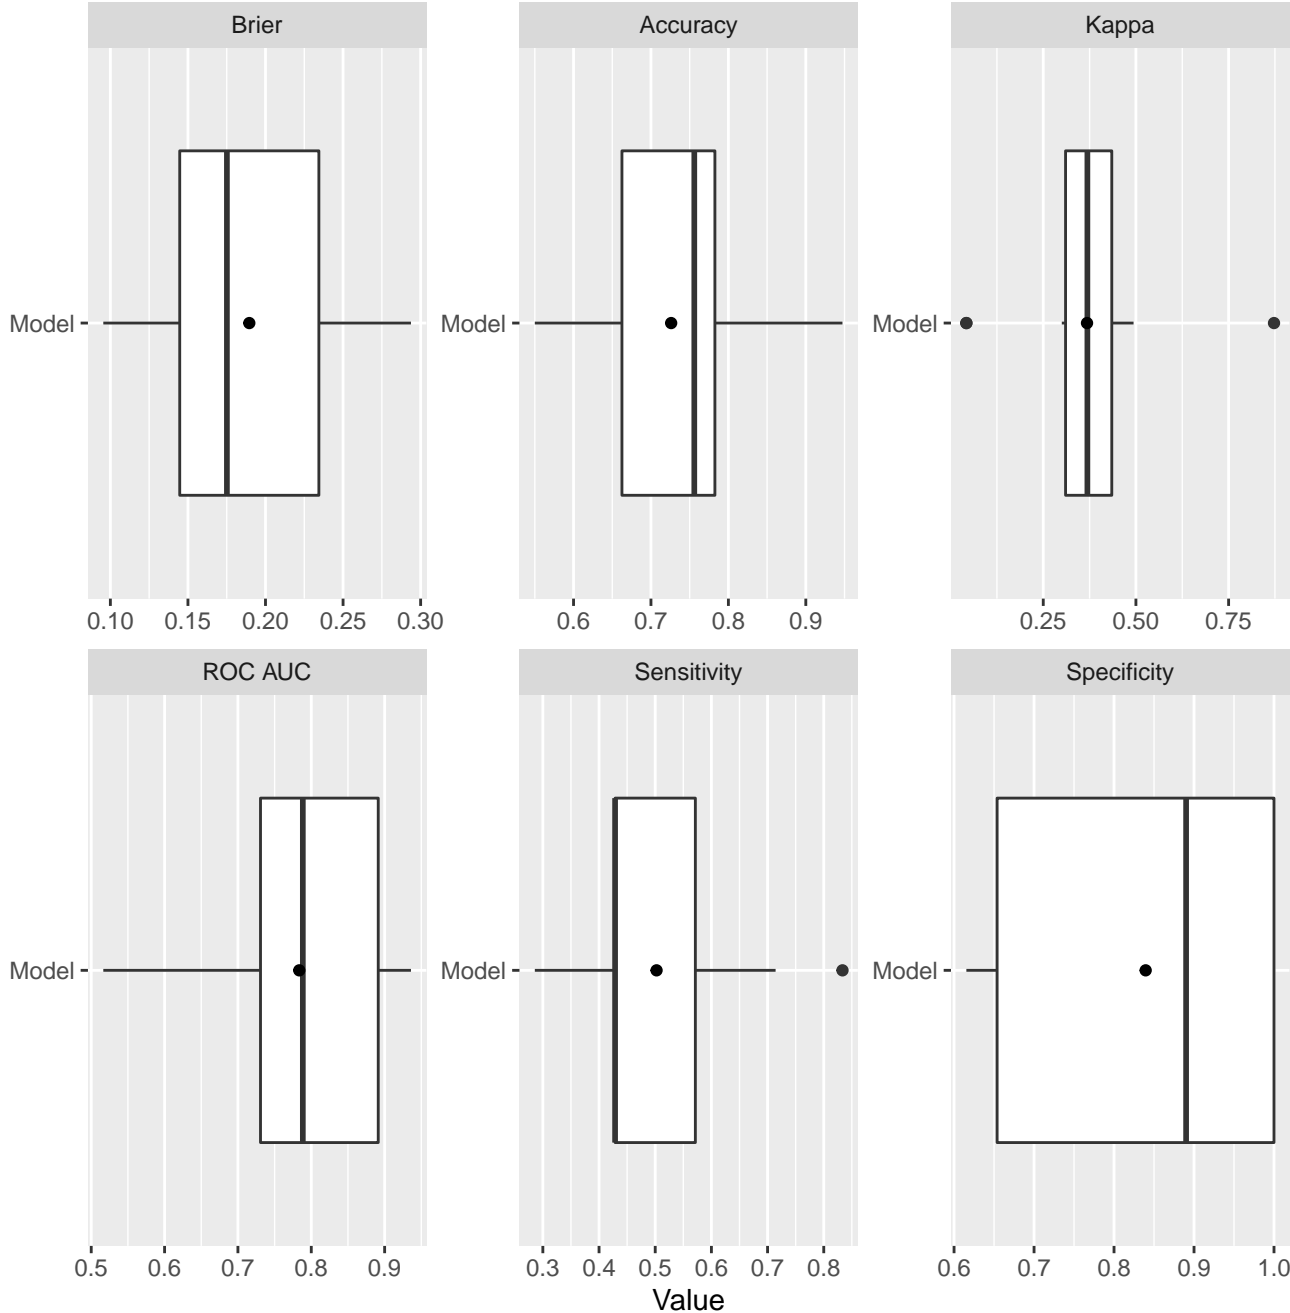 Brier Accuracy Kappa
Model Model Model
0.10 0.15 0.20 0.25 0.30 0.6 0.7 0.8 0.9 0.25 0.50 0.75
ROC AUC Sensitivity Specificity
Model Model Model
0.5 0.6 0.7 0.8 0.9 0.3 0.4 0.5 0.6 0.7 0.8 0.6 0.7 0.8 0.9 1.0
Value